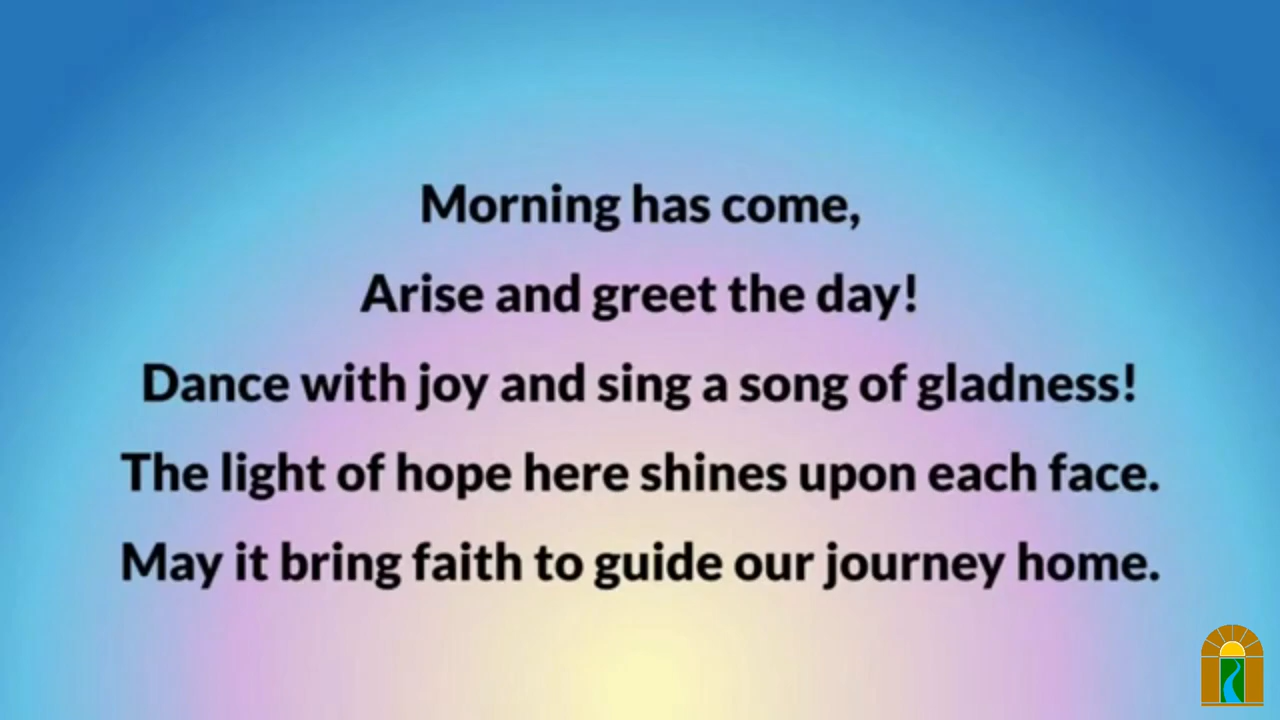 Morning has come,
Arise and greet the day!
Dance with joy and sing a song of gladness!
The light of hope here shines upon each face.
May it bring faith to guide our journey home.